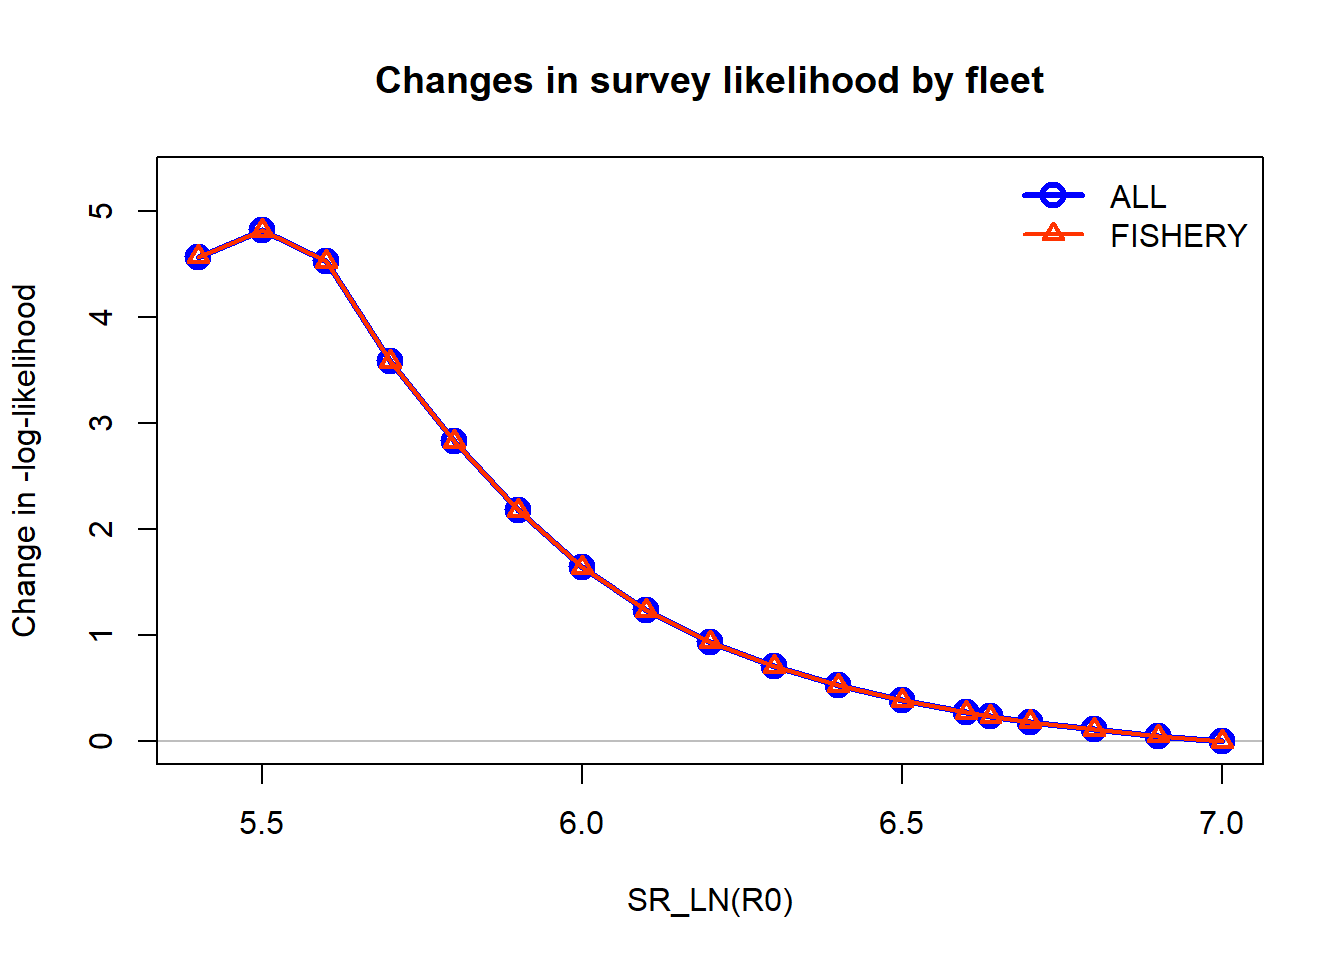 Changes in survey likelihood by fleet
ALL
FISHERY
Change in -log-likelihood
5
4
3
2
1
0
5.5 6.0 6.5 7.0
SR_LN(R0)